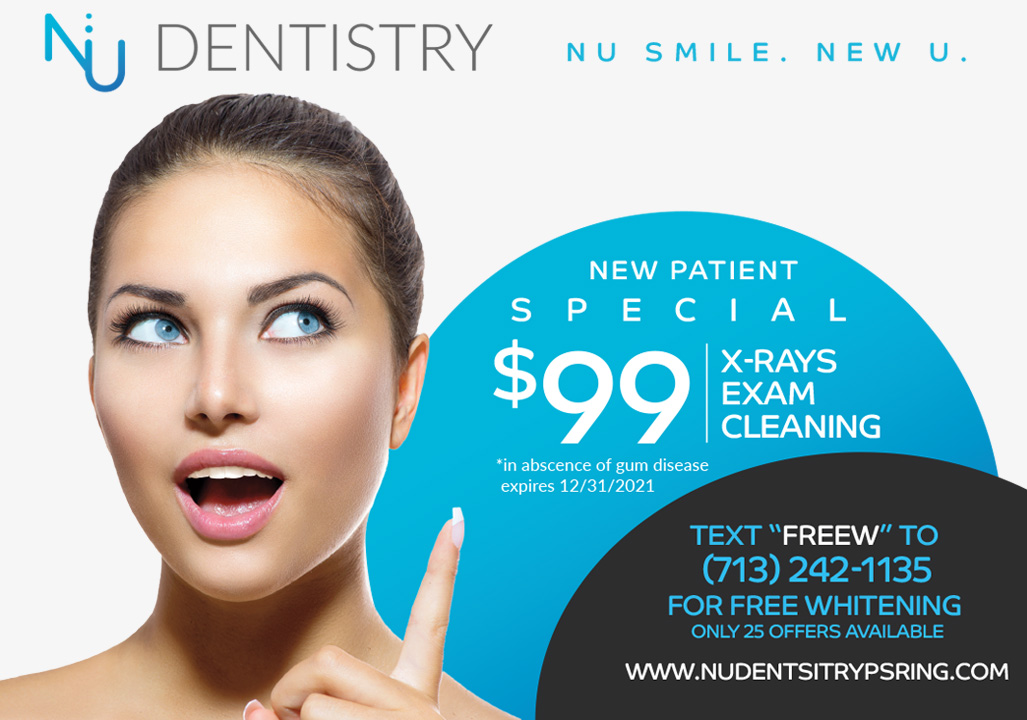 NU DENTISTRY
NU SMILE. NEW U.
NEW PATIENT
SPECIAL
$99
X-RAYS
EXAM
CLEANING
*in abscence of gum disease
expires 12/31/2021
TEXT “FREEW” TO
(713) 242-1135
FOR FREE WHITENING
ONLY 25 OFFERS AVAILABLE
WWW.NUDENTSITRYPSRING.COM